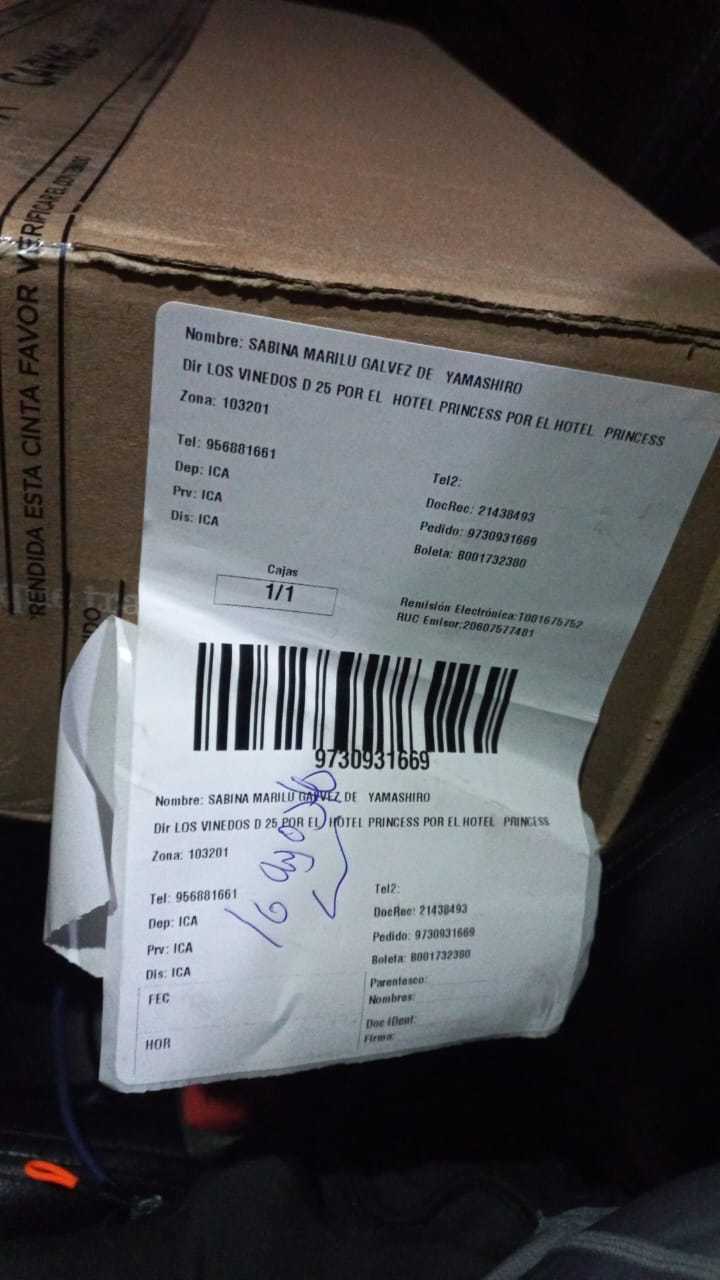 RENDIDA ESTA CINTA FAVOR VERIFICAR EL
Nombre: SABINA MARILU GALVEZ DE YAMASHIRO
Dir LOS VINEDOS D 25 POR EL HOTEL PRINCESS POR EL HOTEL PRINCESS
Zona: 103201
Tel: 956881661
Tel2:
Dep: ICA
DocRec: 21438493
Prv: ICA
Pedido: 9730931669
Dis: ICA
Boleta: B001732380
Cajas
1/1
Remisión Electrónica:T001675752
RUC Emisor:20607577481
9730931669
Nombre: SABINA MARILU GALVEZ DE YAMASHIRO
Dir LOS VINEDOS D 25 POR EL HOTEL PRINCESS POR EL HOTEL PRINCESS
Zona: 103201
16 agosto
Tel: 956881661
Tel2:
Dep: ICA
DocRec: 21438493
Prv: ICA
Pedido: 9730931669
Dis: ICA
Boleta: B001732380
FEC
Parentesco:
Nombres:
HOR
Doc IDent:
Firma: